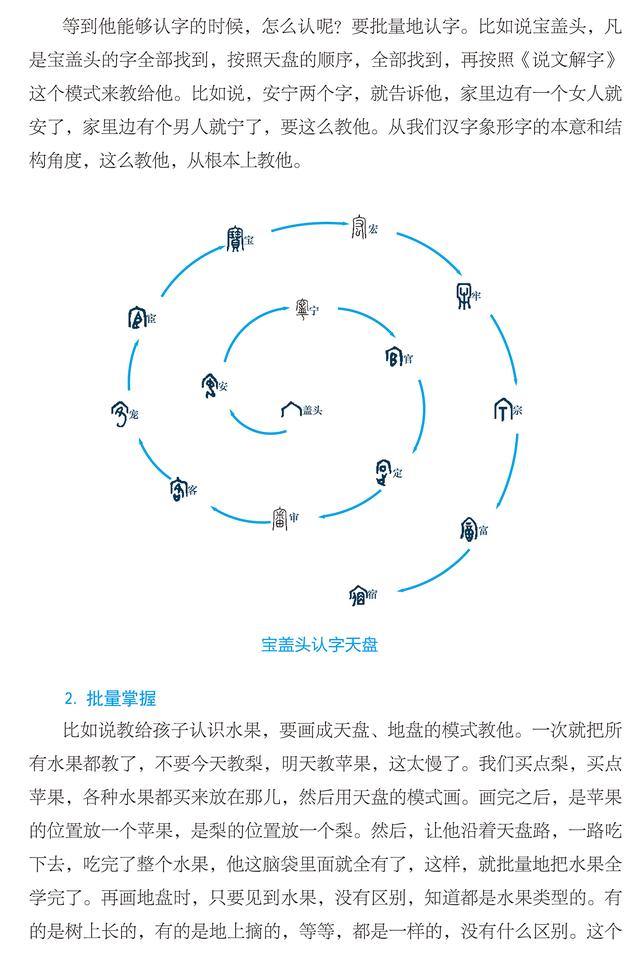 等到他能够认字的时候，怎么认呢？要批量地认字。比如说宝盖头，凡
是宝盖头的字全部找到，按照天盘的顺序，全部找到，再按照《说文解字》
这个模式来教给他。比如说，安宁两个字，就告诉他，家里边有一个女人就
安了，家里边有个男人就宁了，要这么教他。从我们汉字象形字的本意和结
构角度，这么教他，从根本上教他。
盖头
安
宁
官
定
审
客
宠
宦
宝
宏
牢
宗
富
宿
宝盖头认字天盘
2. 批量掌握
比如说教给孩子认识水果，要画成天盘、地盘的模式教他。一次就把所
有水果都教了，不要今天教梨，明天教苹果，这太慢了。我们买点梨，买点
苹果，各种水果都买来放在那儿，然后用天盘的模式画。画完之后，是苹果
的位置放一个苹果，是梨的位置放一个梨。然后，让他沿着天盘路，一路吃
下去，吃完了整个水果，他这脑袋里面就全有了，这样，就批量地把水果全
学完了。再画地盘时，只要见到水果，没有区别，知道都是水果类型的。有
的是树上长的，有的是地上摘的，等等，都是一样的，没有什么区别。这个